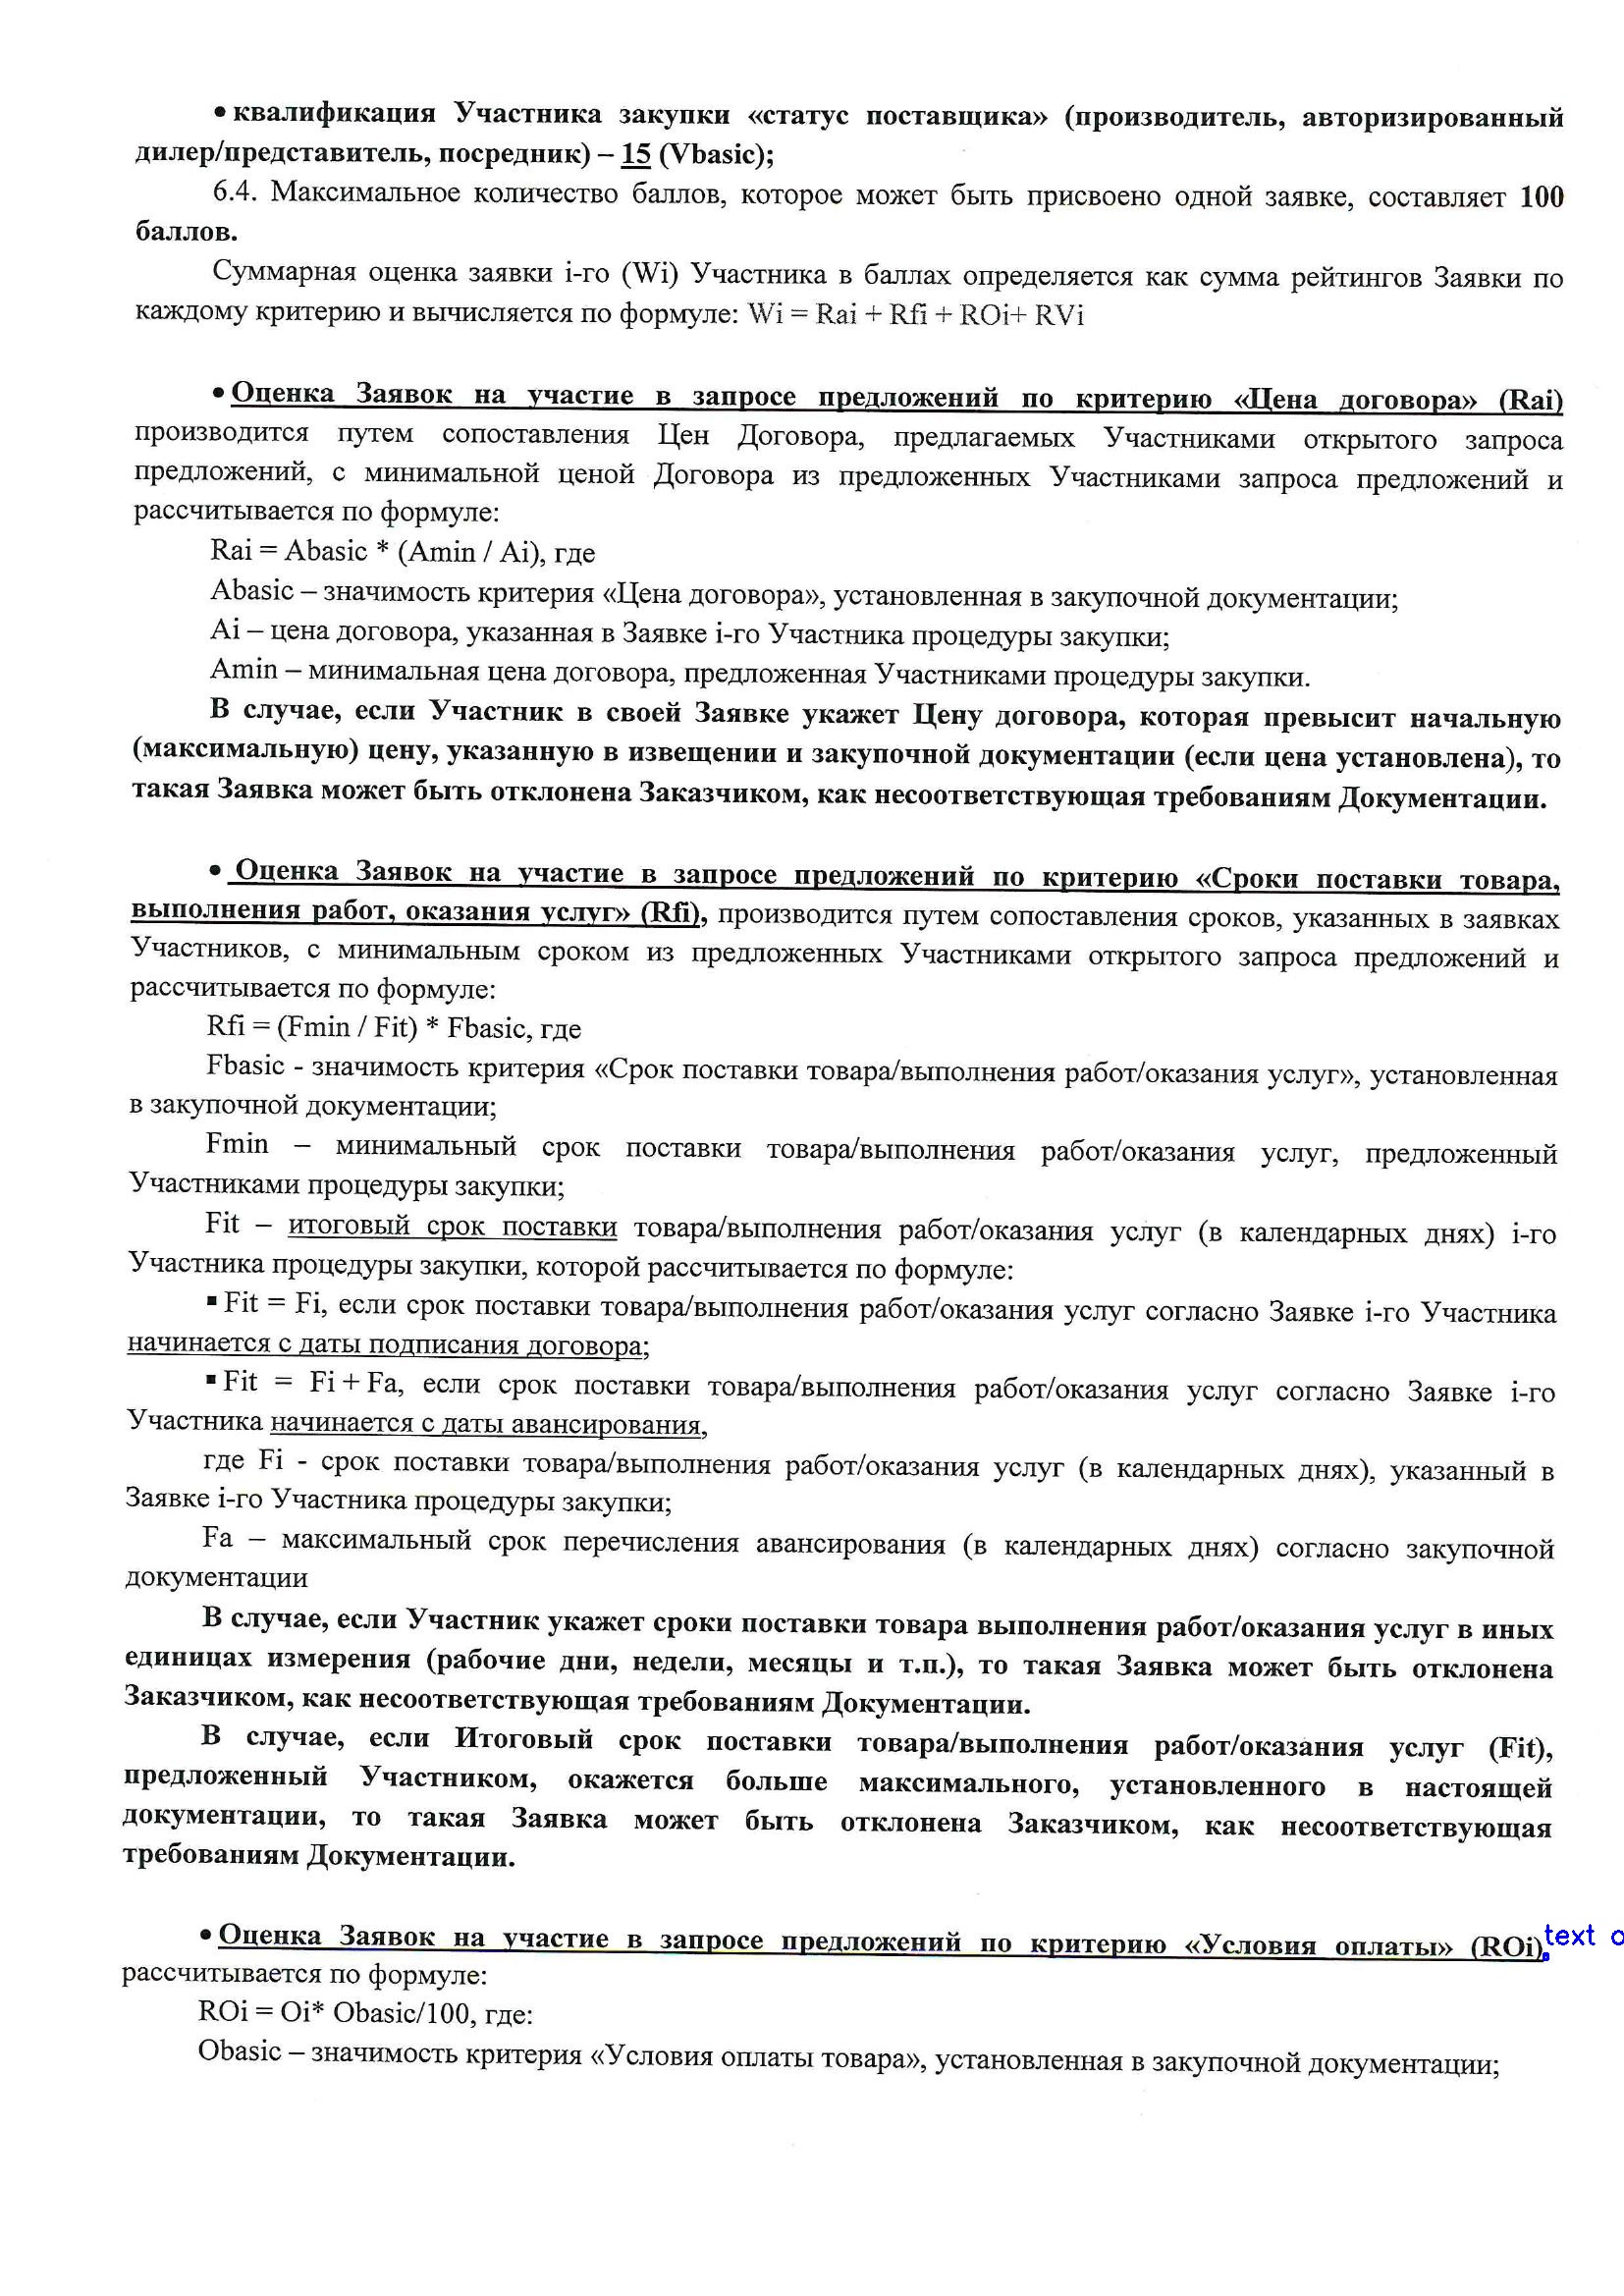 • квалификация Участника закупки «статус поставщика» (производитель, авторизированный
дилер/представитель, посредник) – 15 (Vbasic);
6.4. Максимальное количество баллов, которое может быть присвоено одной заявке, составляет 100
баллов.
Суммарная оценка заявки i-го (Wi) Участника в баллах определяется как сумма рейтингов Заявки по
каждому критерию и вычисляется по формуле: Wi = Rai + Rfi + ROi+ RVi
• Оценка Заявок на участие в запросе предложений по критерию «Цена договора» (Rai)
производится путем сопоставления Цен Договора, предлагаемых Участниками открытого запроса
предложений, с минимальной ценой Договора из предложенных Участниками запроса предложений и
рассчитывается по формуле:
Rai = Abasic * (Amin / Ai), где
Abasic – значимость критерия «Цена договора», установленная в закупочной документации;
Ai – цена договора, указанная в Заявке i-го Участника процедуры закупки;
Amin – минимальная цена договора, предложенная Участниками процедуры закупки.
В случае, если Участник в своей Заявке укажет Цену договора, которая превысит начальную
(максимальную) цену, указанную в извещении и закупочной документации (если цена установлена), то
такая Заявка может быть отклонена Заказчиком, как несоответствующая требованиям Документации.
• Оценка Заявок на участие в запросе предложений по критерию «Сроки поставки товара,
выполнения работ, оказания услуг» (Rfi), производится путем сопоставления сроков, указанных в заявках
Участников, с минимальным сроком из предложенных Участниками открытого запроса предложений и
рассчитывается по формуле:
Rfi = (Fmin / Fit) * Fbasic, где
Fbasic - значимость критерия «Срок поставки товара/выполнения работ/оказания услуг», установленная
в закупочной документации;
Fmin – минимальный срок поставки товара/выполнения работ/оказания услуг, предложенный
Участниками процедуры закупки;
Fit – итоговый срок поставки товара/выполнения работ/оказания услуг (в календарных днях) i-го
Участника процедуры закупки, которой рассчитывается по формуле:
▪ Fit = Fi, если срок поставки товара/выполнения работ/оказания услуг согласно Заявке i-го Участника
начинается с даты подписания договора;
▪ Fit = Fi + Fa, если срок поставки товара/выполнения работ/оказания услуг согласно Заявке i-го
Участника начинается с даты авансирования,
где Fi - срок поставки товара/выполнения работ/оказания услуг (в календарных днях), указанный в
Заявке i-го Участника процедуры закупки;
Fa – максимальный срок перечисления авансирования (в календарных днях) согласно закупочной
документации
В случае, если Участник укажет сроки поставки товара выполнения работ/оказания услуг в иных
единицах измерения (рабочие дни, недели, месяцы и т.п.), то такая Заявка может быть отклонена
Заказчиком, как несоответствующая требованиям Документации.
В случае, если Итоговый срок поставки товара/выполнения работ/оказания услуг (Fit),
предложенный Участником, окажется больше максимального, установленного в настоящей
документации, то такая Заявка может быть отклонена Заказчиком, как несоответствующая
требованиям Документации.
• Оценка Заявок на участие в запросе предложений по критерию «Условия оплаты» (ROi) text
рассчитывается по формуле:
ROi = Oi* Obasic/100, где:
Obasic – значимость критерия «Условия оплаты товара», установленная в закупочной документации;